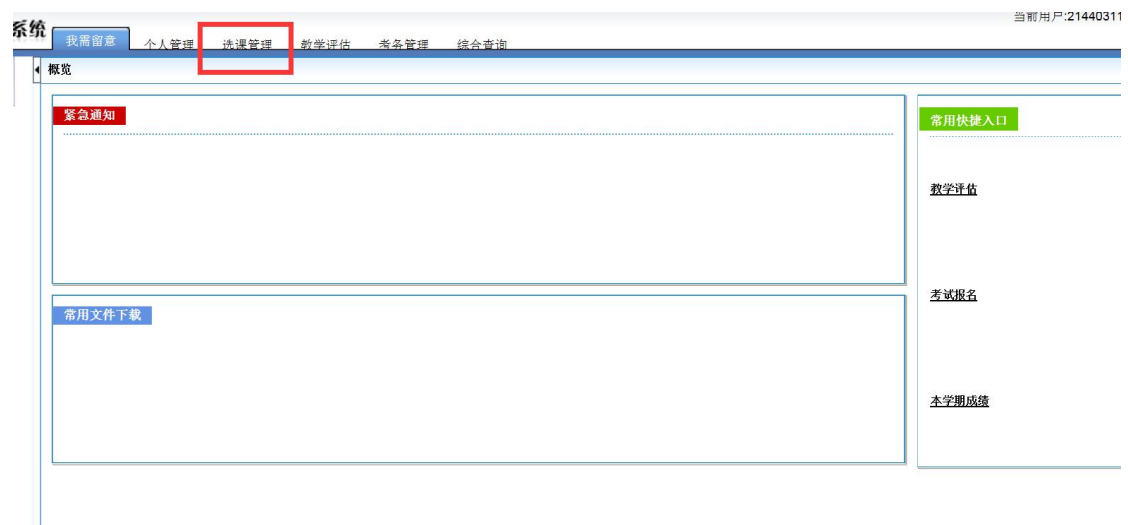 当前用户:21440311
系统
我需留意 个人管理 选课管理 教学评估 考务管理 综合查询
概览
紧急通知
常用快捷入口
教学评估
考试报名
常用文件下载
本学期成绩